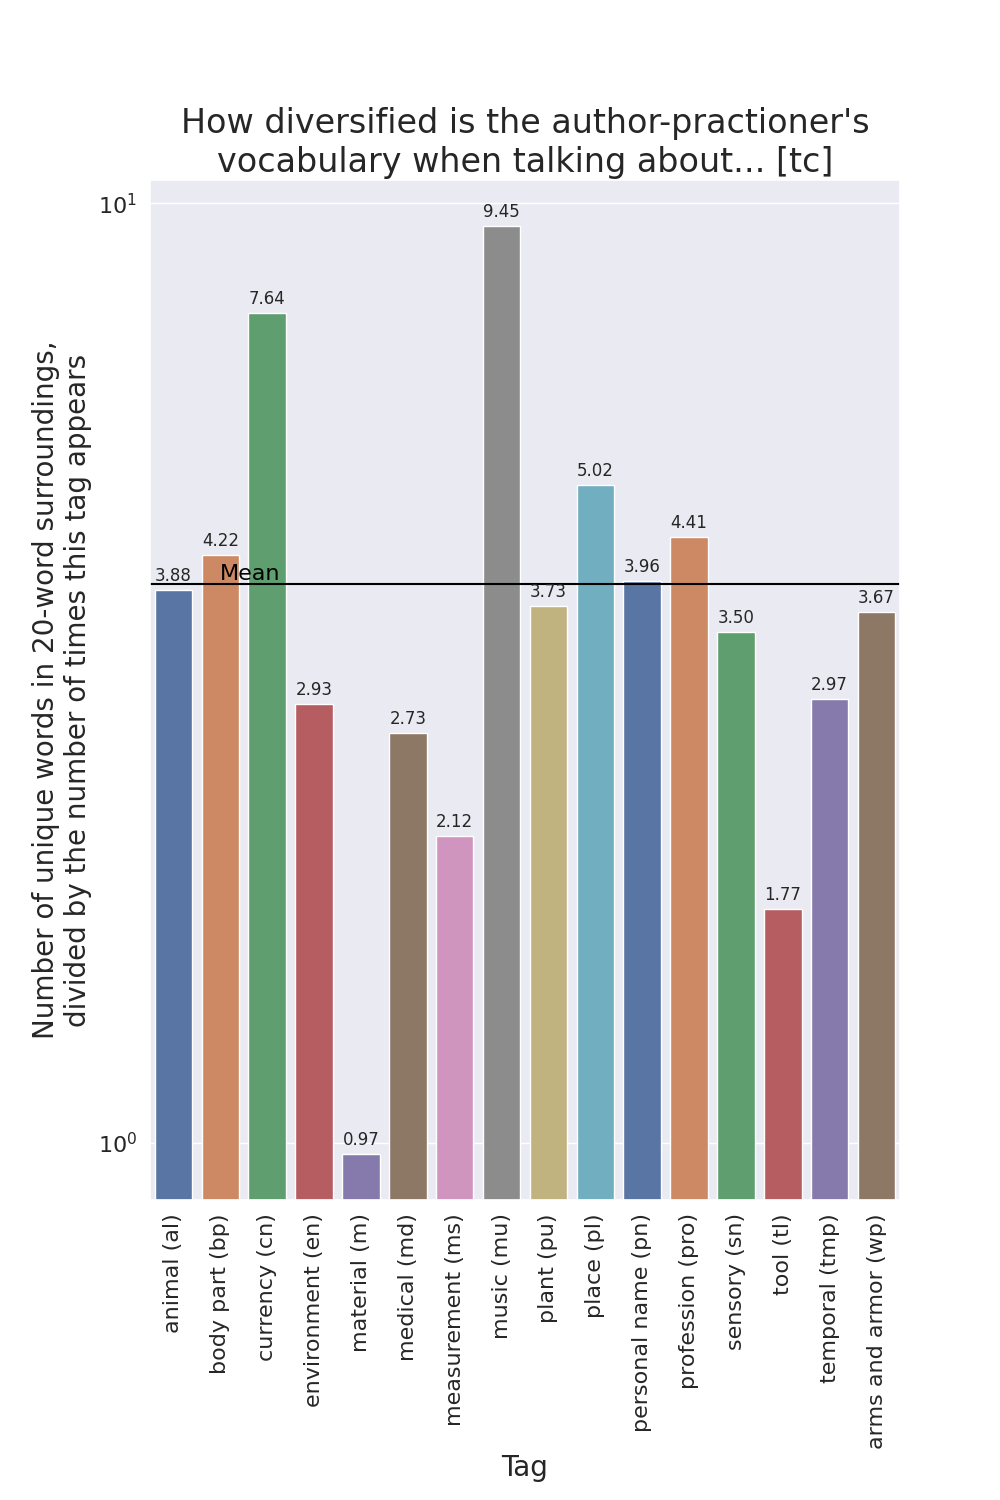 How diversified is the author-practioner's
vocabulary when talking about... [tc]
Number of unique words in 20-word surroundings,
divided by the number of times this tag appears
10¹
10⁰
3.88
4.22
7.64
2.93
0.97
2.73
2.12
9.45
3.73
5.02
3.96
4.41
3.50
1.77
2.97
3.67
Mean
animal (al)
body part (bp)
currency (cn)
environment (en)
material (m)
medical (md)
measurement (ms)
music (mu)
plant (pu)
place (pl)
personal name (pn)
profession (pro)
sensory (sn)
tool (tl)
temporal (tmp)
arms and armor (wp)
Tag